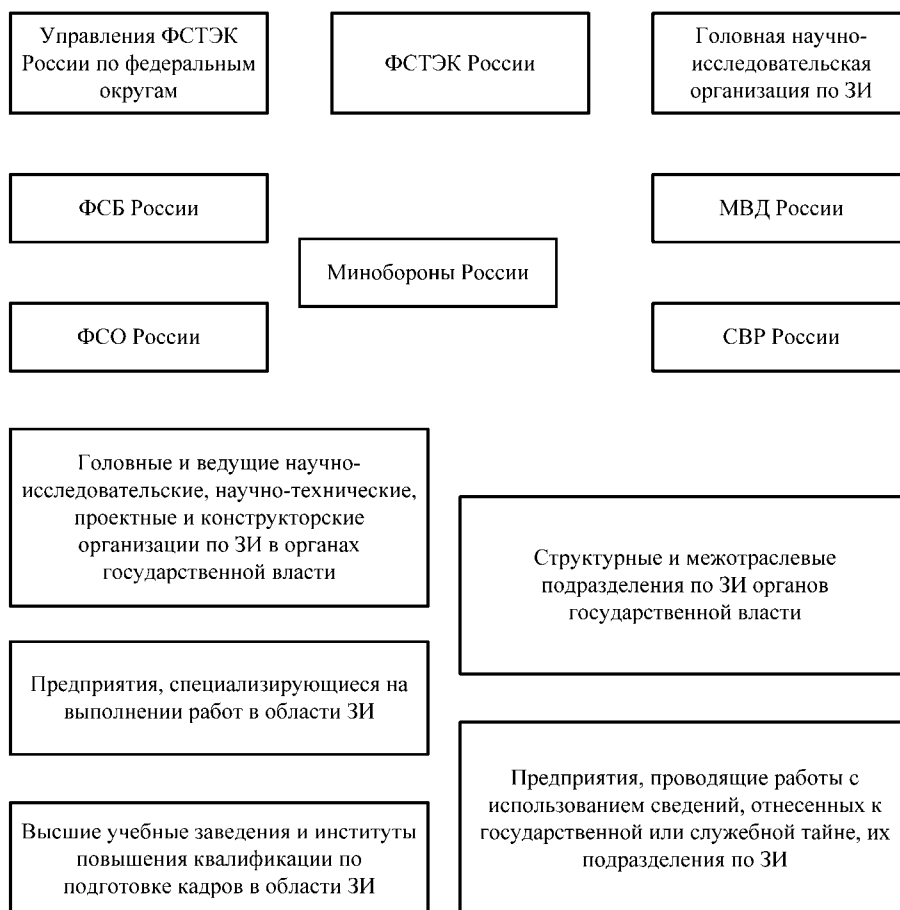 Управления ФСТЭК
России по федеральным
округам
ФСТЭК России
Головная научно-
исследовательская
организация по ЗИ
ФСБ России
МВД России
Минобороны России
ФСО России
СВР России
Головные и ведущие научно-
исследовательские, научно-технические,
проектные и конструкторские
организации по ЗИ в органах
государственной власти
Структурные и межотраслевые
подразделения по ЗИ органов
государственной власти
Предприятия, специализирующиеся на
выполнении работ в области ЗИ
Предприятия, проводящие работы с
использованием сведений, отнесенных к
государственной или служебной тайне, их
подразделения по ЗИ
Высшие учебные заведения и институты
повышения квалификации по
подготовке кадров в области ЗИ